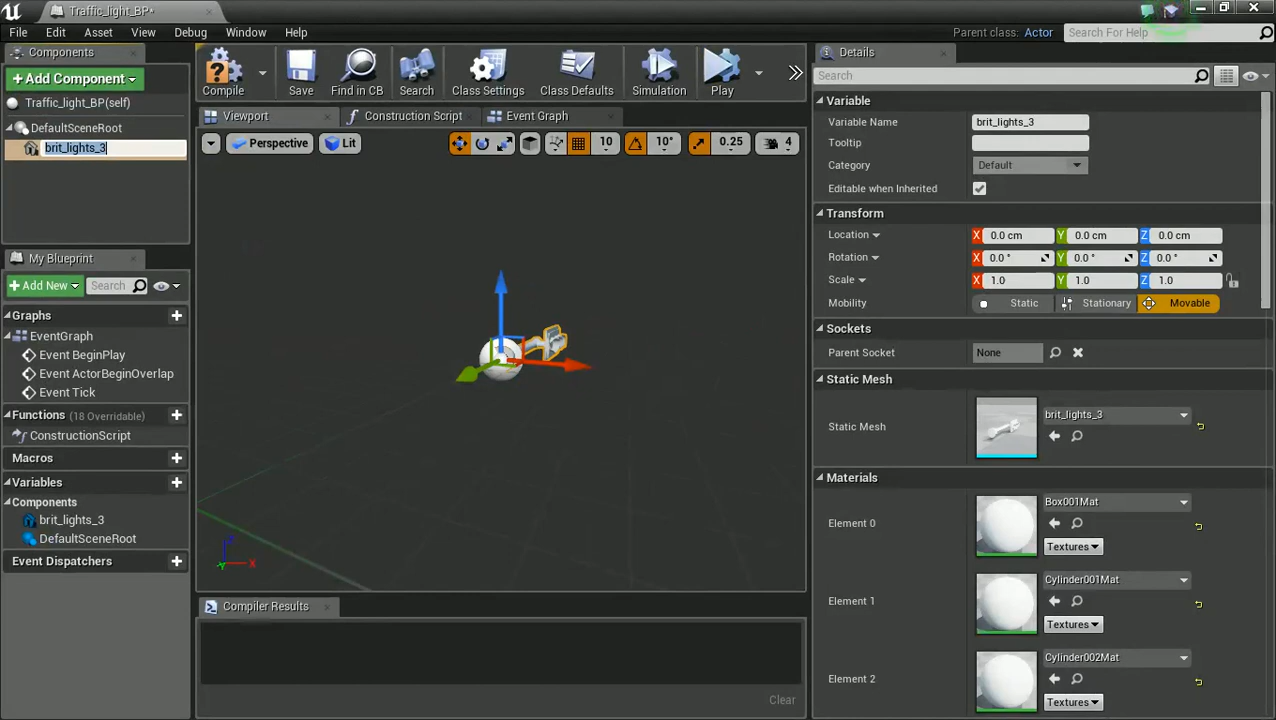 Traffic_light_BP*
File Edit Asset View Debug Window Help
Parent class: Actor Search For Help
Components
+Add Component
Traffic_light_BP(self)
DefaultSceneRoot
brit_lights_3
My Blueprint
+Add New Search
Graphs
EventGraph
Event BeginPlay
Event ActorBeginOverlap
Event Tick
Functions (18 Overridable)
ConstructionScript
Macros
Variables
Components
brit_lights_3
DefaultSceneRoot
Event Dispatchers
Compile Save Find in CB Search Class Settings Class Defaults Simulation Play
Viewport Construction Script Event Graph
Perspective Lit 10 10° 0.25 4
Z
X
Y
Compiler Results
Clear
Details
Search
Variable
Variable Name brit_lights_3
Tooltip
Category Default
Editable when Inherited
Transform
Location X 0.0 cm Y 0.0 cm Z 0.0 cm
Rotation X 0.0 ° Y 0.0 ° Z 0.0 °
Scale X 1.0 Y 1.0 Z 1.0
Mobility Static Stationary Movable
Sockets
Parent Socket None
Static Mesh
Static Mesh brit_lights_3
Materials
Element 0 Box001Mat
Textures
Element 1 Cylinder001Mat
Textures
Element 2 Cylinder002Mat
Textures